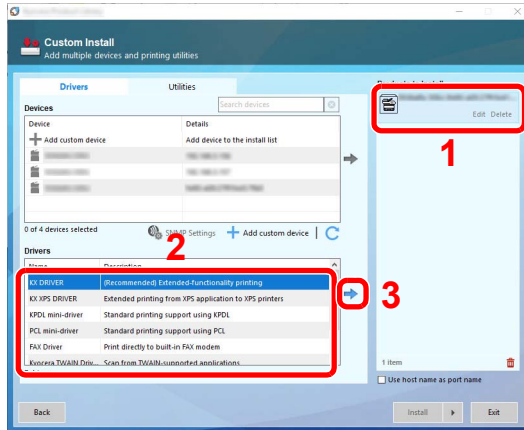 Custom Install
Add multiple devices and printing utilities
Drivers Utilities
Devices Search devices
Device Details
Add custom device Add device to the install list
Edit Delete
1
0 of 4 devices selected SNMP Settings Add custom device
2
Drivers
Name Description
KX DRIVER (Recommended) Extended-functionality printing
KX XPS DRIVER Extended printing from XPS application to XPS printers
3
KPDL mini-driver Standard printing support using KPDL
PCL mini-driver Standard printing support using PCL
FAX Driver Print directly to built-in FAX modem
Kyocera TWAIN Driv... Scan from TWAIN-supported applications
1 item
Use host name as port name
Back Install Exit